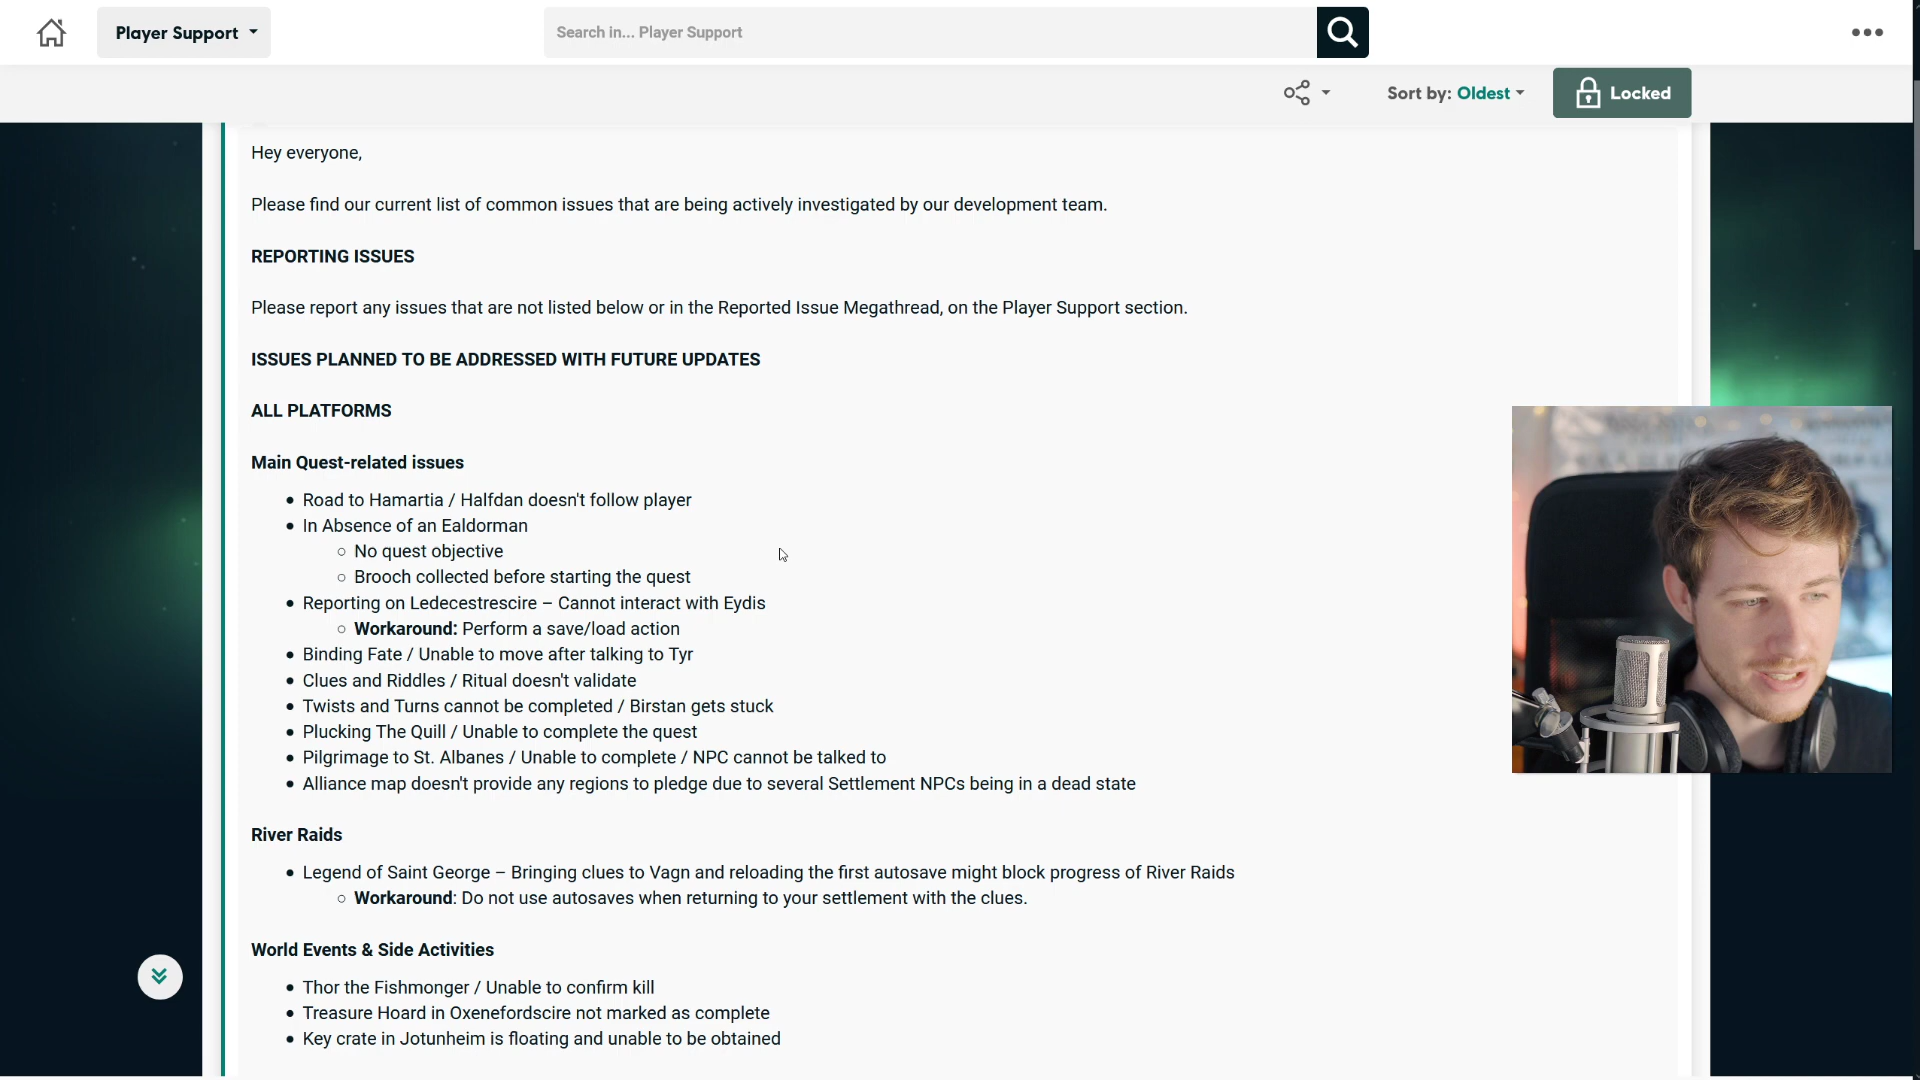 Player Support
Search in... Player Support
Sort by: Oldest
Locked
Hey everyone,
Please find our current list of common issues that are being actively investigated by our development team.
REPORTING ISSUES
Please report any issues that are not listed below or in the Reported Issue Megathread, on the Player Support section.
ISSUES PLANNED TO BE ADDRESSED WITH FUTURE UPDATES
ALL PLATFORMS
Main Quest-related issues
Road to Hamartia / Halfdan doesn't follow player
In Absence of an Ealdorman
No quest objective
Brooch collected before starting the quest
Reporting on Ledecestrescire – Cannot interact with Eydis
Workaround: Perform a save/load action
Binding Fate / Unable to move after talking to Tyr
Clues and Riddles / Ritual doesn't validate
Twists and Turns cannot be completed / Birstan gets stuck
Plucking The Quill / Unable to complete the quest
Pilgrimage to St. Albanes / Unable to complete / NPC cannot be talked to
Alliance map doesn't provide any regions to pledge due to several Settlement NPCs being in a dead state
River Raids
Legend of Saint George – Bringing clues to Vagn and reloading the first autosave might block progress of River Raids
Workaround: Do not use autosaves when returning to your settlement with the clues.
World Events & Side Activities
Thor the Fishmonger / Unable to confirm kill
Treasure Hoard in Oxenefordscire not marked as complete
Key crate in Jotunheim is floating and unable to be obtained